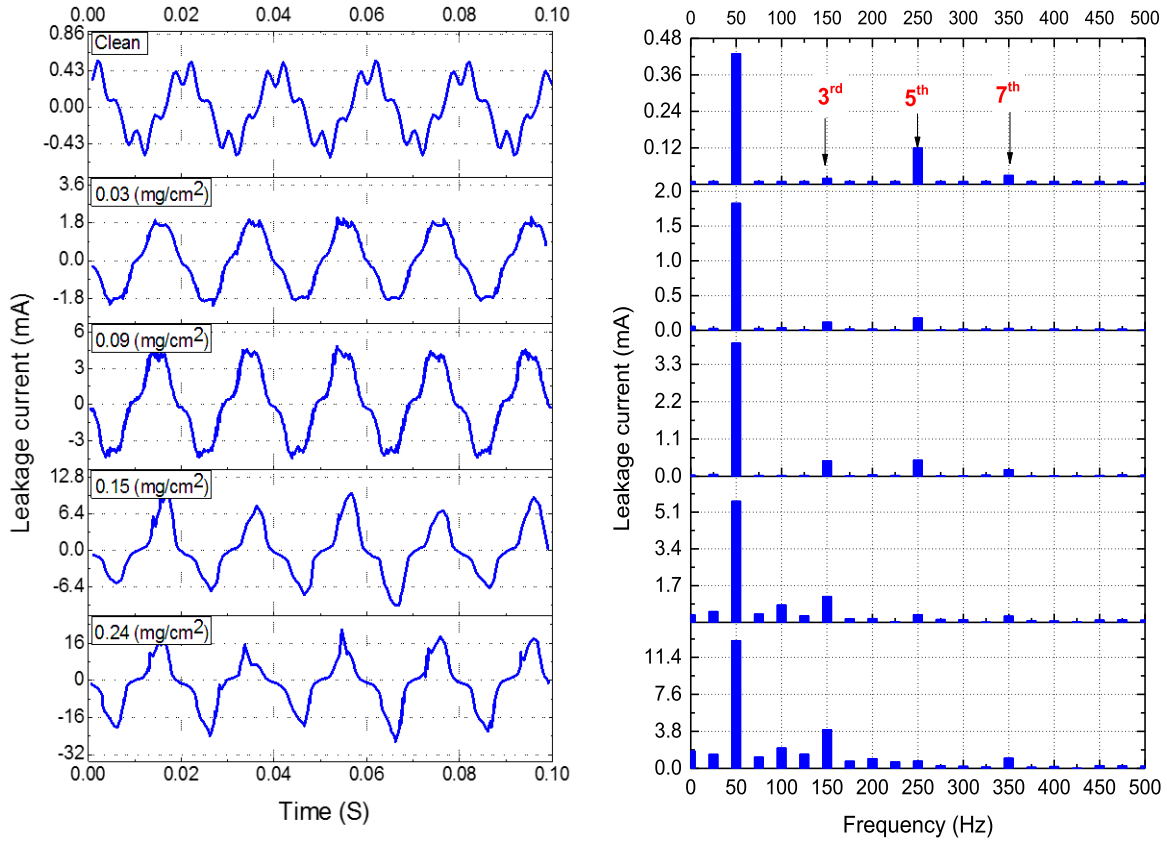 0.00 0.02 0.04 0.06 0.08 0.10
0.86
0.43
0.00
-0.43
Clean
3.6
1.8
0.0
-1.8
0.03 (mg/cm²)
6
3
0
-3
0.09 (mg/cm²)
12.8
6.4
0.0
-6.4
0.15 (mg/cm²)
16
0
-16
-32
0.24 (mg/cm²)
0.00 0.02 0.04 0.06 0.08 0.10
Time (S)
Leakage current (mA)
0 50 100 150 200 250 300 350 400 450 500
0.48
0.36
0.24
0.12
3rd 5th 7th
2.0
1.5
1.0
0.5
0.0
3.3
2.2
1.1
0.0
5.1
3.4
1.7
11.4
7.6
3.8
0.0
0 50 100 150 200 250 300 350 400 450 500
Frequency (Hz)
Leakage current (mA)